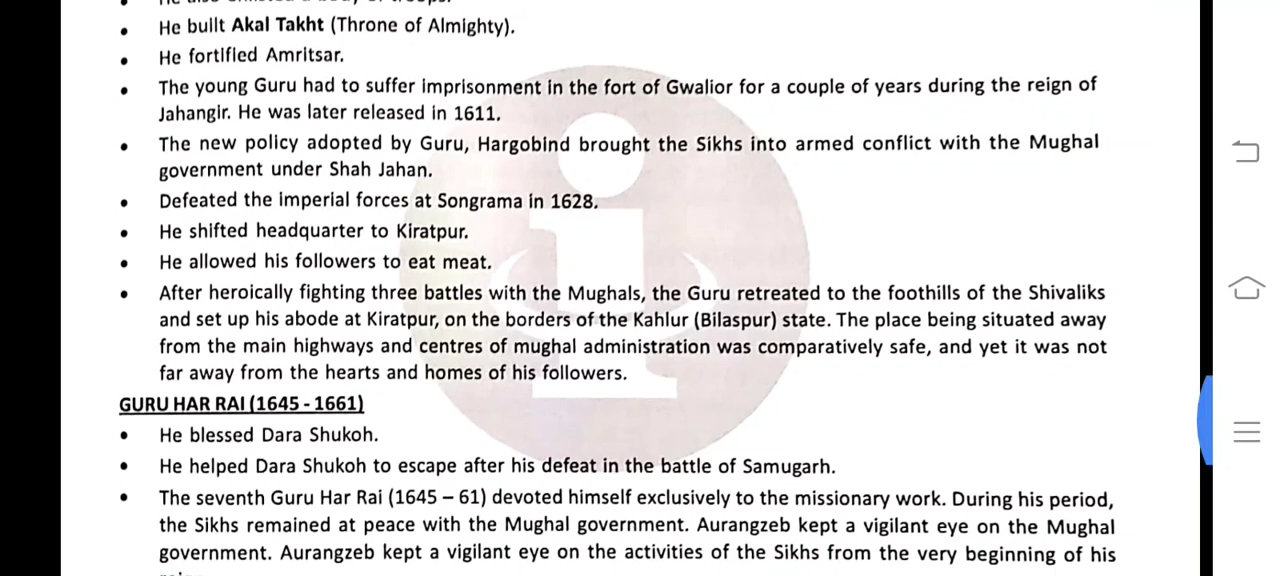 He built Akal Takht (Throne of Almighty).
He fortified Amritsar.
The young Guru had to suffer imprisonment in the fort of Gwalior for a couple of years during the reign of
Jahangir. He was later released in 1611.
The new policy adopted by Guru, Hargobind brought the Sikhs into armed conflict with the Mughal
government under Shah Jahan.
Defeated the imperial forces at Songrama in 1628.
He shifted headquarter to Kiratpur.
He allowed his followers to eat meat.
After heroically fighting three battles with the Mughals, the Guru retreated to the foothills of the Shivaliks
and set up his abode at Kiratpur, on the borders of the Kahlur (Bilaspur) state. The place being situated away
from the main highways and centres of mughal administration was comparatively safe, and yet it was not
far away from the hearts and homes of his followers.
GURU HAR RAI (1645 - 1661)
He blessed Dara Shukoh.
He helped Dara Shukoh to escape after his defeat in the battle of Samugarh.
The seventh Guru Har Rai (1645 – 61) devoted himself exclusively to the missionary work. During his period,
the Sikhs remained at peace with the Mughal government. Aurangzeb kept a vigilant eye on the Mughal
government. Aurangzeb kept a vigilant eye on the activities of the Sikhs from the very beginning of his